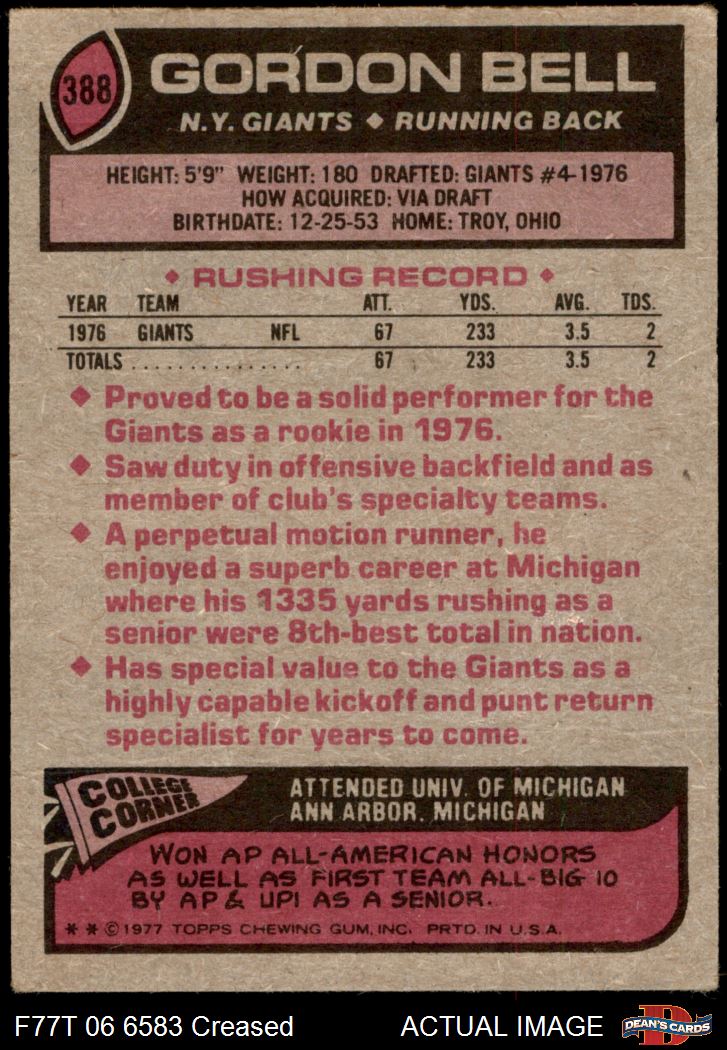 388
GORDON BELL
N.Y. GIANTS ♦ RUNNING BACK
HEIGHT: 5'9" WEIGHT: 180 DRAFTED: GIANTS #4-1976
HOW ACQUIRED: VIA DRAFT
BIRTHDATE: 12-25-53 HOME: TROY, OHIO
♦ RUSHING RECORD ♦
YEAR TEAM ATT. YDS. AVG. TDS.
1976 GIANTS NFL 67 233 3.5 2
TOTALS . . . . . . . . . . . . . . . 67 233 3.5 2
♦ Proved to be a solid performer for the
Giants as a rookie in 1976.
♦ Saw duty in offensive backfield and as
member of club's specialty teams.
♦ A perpetual motion runner, he
enjoyed a superb career at Michigan
where his 1335 yards rushing as a
senior were 8th-best total in nation.
♦ Has special value to the Giants as a
highly capable kickoff and punt return
specialist for years to come.
COLLEGE
CORNER
ATTENDED UNIV. OF MICHIGAN
ANN ARBOR, MICHIGAN
WON AP ALL-AMERICAN HONORS
AS WELL AS FIRST TEAM ALL-BIG 10
BY AP & UPI AS A SENIOR.
* * © 1977 TOPPS CHEWING GUM, INC. PRTD. IN U.S.A.
F77T 06 6583 Creased ACTUAL IMAGE
D
DEAN'S CARDS